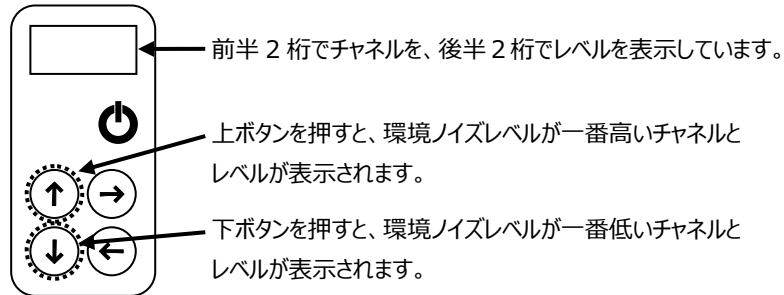 前半 2 桁でチャネルを、後半 2 桁でレベルを表示しています。
上ボタンを押すと、環境ノイズレベルが一番高いチャネルと
レベルが表示されます。
下ボタンを押すと、環境ノイズレベルが一番低いチャネルと
レベルが表示されます。